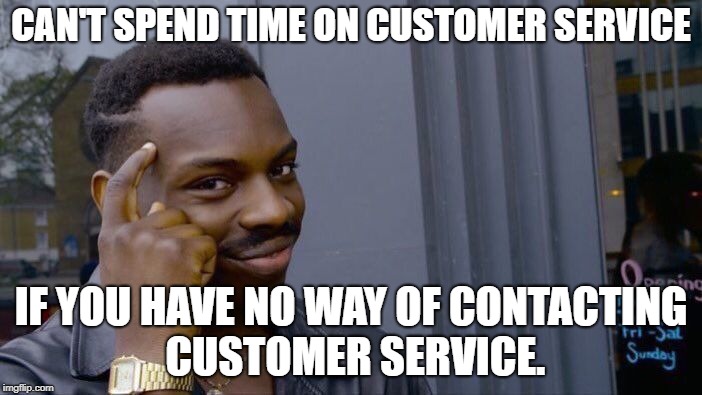 CAN'T SPEND TIME ON CUSTOMER SERVICE
IF YOU HAVE NO WAY OF CONTACTING
CUSTOMER SERVICE.
Opening
Fri - Sat
Sunday
imgflip.com